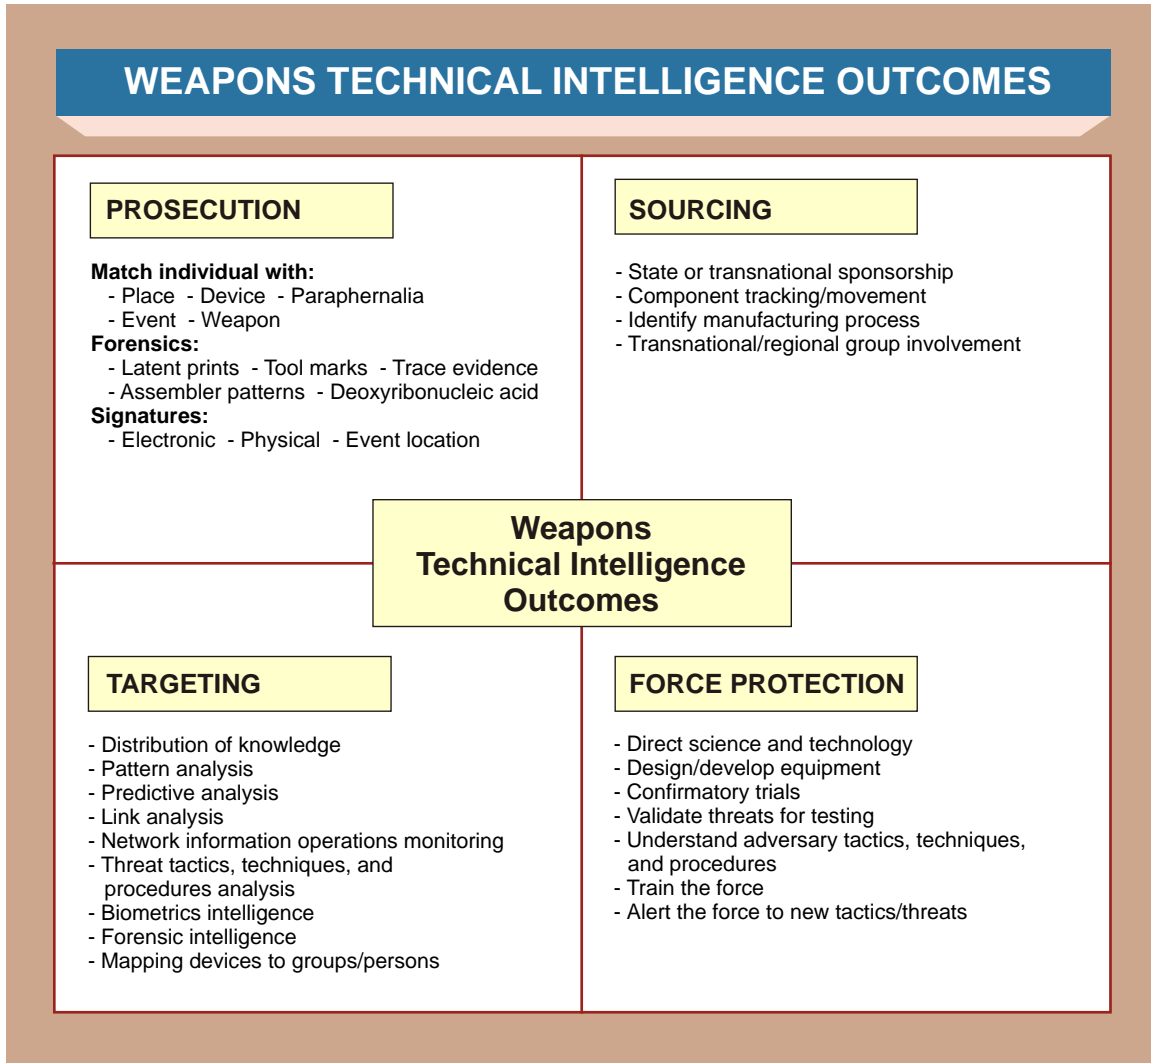 WEAPONS TECHNICAL INTELLIGENCE OUTCOMES
PROSECUTION
Match individual with:
- Place - Device - Paraphernalia
- Event - Weapon
Forensics:
- Latent prints - Tool marks - Trace evidence
- Assembler patterns - Deoxyribonucleic acid
Signatures:
- Electronic - Physical - Event location
SOURCING
- State or transnational sponsorship
- Component tracking/movement
- Identify manufacturing process
- Transnational/regional group involvement
Weapons
Technical Intelligence
Outcomes
TARGETING
- Distribution of knowledge
- Pattern analysis
- Predictive analysis
- Link analysis
- Network information operations monitoring
- Threat tactics, techniques, and
procedures analysis
- Biometrics intelligence
- Forensic intelligence
- Mapping devices to groups/persons
FORCE PROTECTION
- Direct science and technology
- Design/develop equipment
- Confirmatory trials
- Validate threats for testing
- Understand adversary tactics, techniques,
and procedures
- Train the force
- Alert the force to new tactics/threats